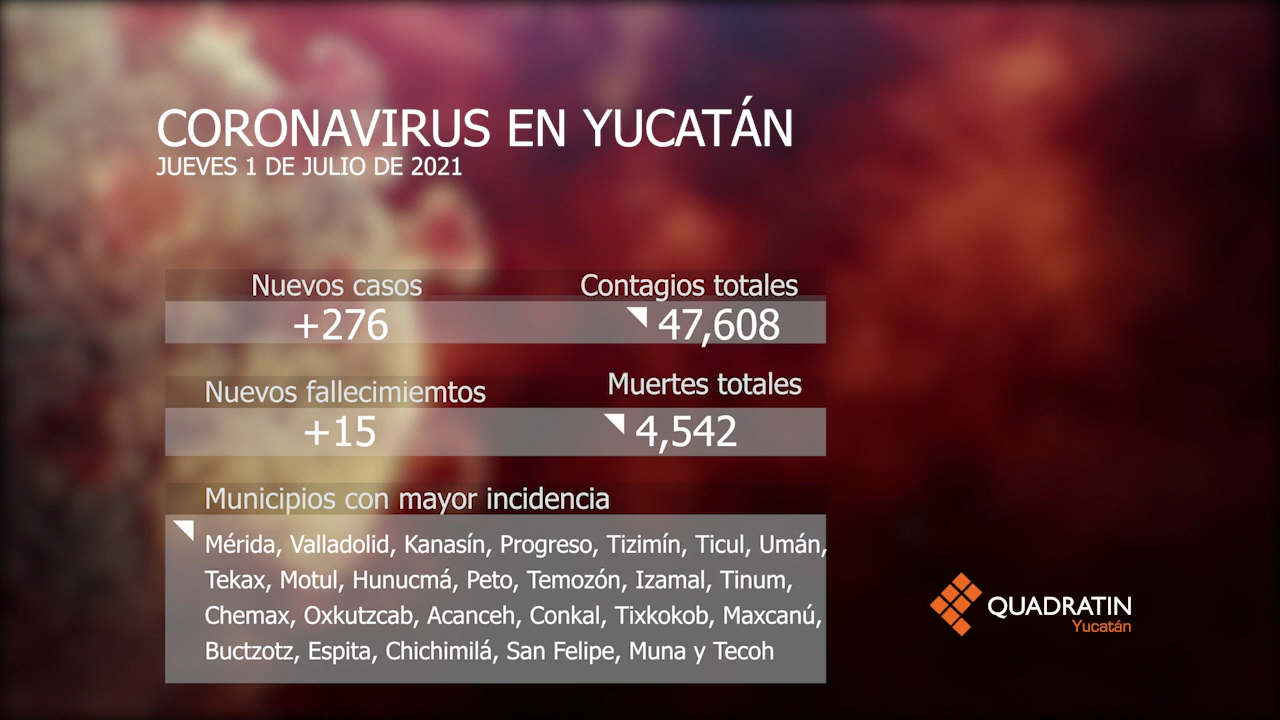 CORONAVIRUS EN YUCATÁN
JUEVES 1 DE JULIO DE 2021
Nuevos casos
Contagios totales
+276
47,608
Nuevos fallecimiemtos
Muertes totales
+15
4,542
Municipios con mayor incidencia
Mérida, Valladolid, Kanasín, Progreso, Tizimín, Ticul, Umán,
Tekax, Motul, Hunucmá, Peto, Temozón, Izamal, Tinum,
Chemax, Oxkutzcab, Acanceh, Conkal, Tixkokob, Maxcanú,
Buctzotz, Espita, Chichimilá, San Felipe, Muna y Tecoh
QUADRATIN
Yucatán